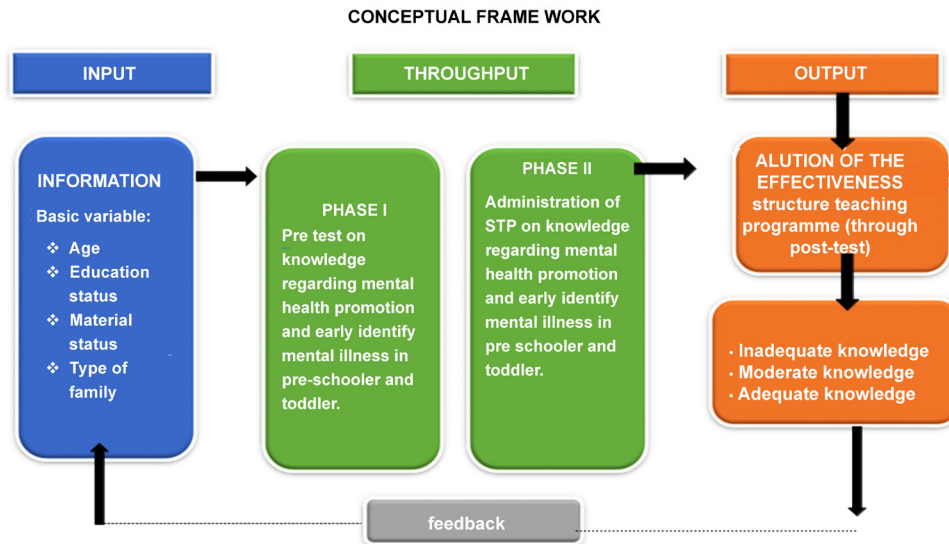 CONCEPTUAL FRAME WORK
INPUT
THROUGHPUT
OUTPUT
INFORMATION
Basic variable:
❖ Age
❖ Education
status
❖ Material
status
❖ Type of
family
PHASE I
Pre test on
knowledge
regarding mental
health promotion
and early identify
mental illness in
pre-schooler and
toddler.
PHASE II
Administration of
STP on knowledge
regarding mental
health promotion
and early identify
mental illness in
pre schooler and
toddler.
ALUTION OF THE
EFFECTIVENESS
structure teaching
programme (through
post-test)
• Inadequate knowledge
• Moderate knowledge
• Adequate knowledge
feedback